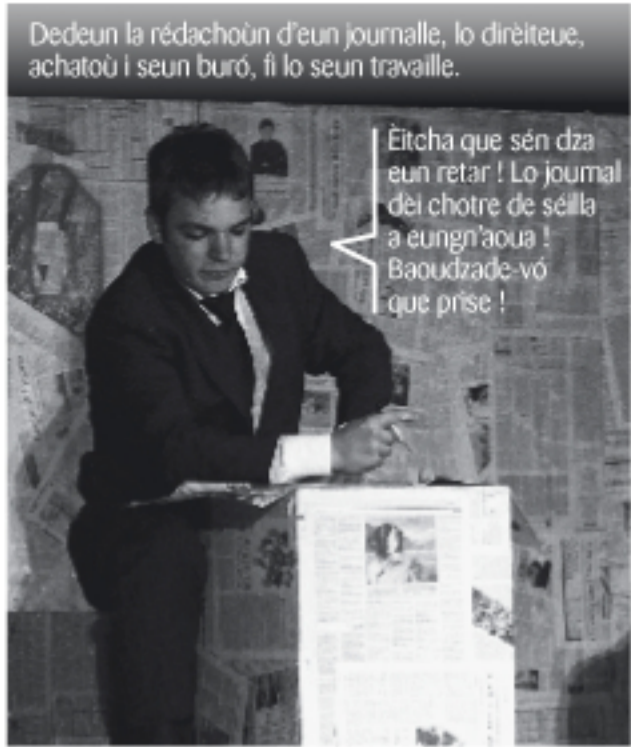 Dedeun la rédachoùn d'eun journalle, lo dirèiteue,
achatoù i seun buró, fi lo seun travaille.
Èitcha que sén dza
eun retar ! Lo journal
dèi chotre de séilla
a eungn'aoua !
Baoudzade-vó
que prise !